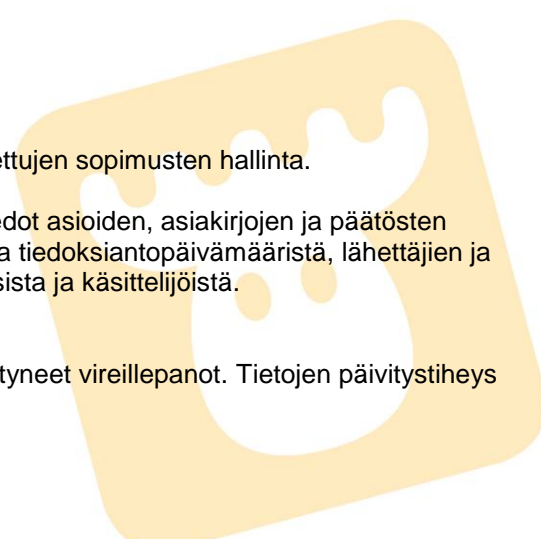 ettujen sopimusten hallinta.
edot asioiden, asiakirjojen ja päätösten
a tiedoksiantopäivämääristä, lähettäjien ja
sista ja käsittelijöistä.
tyneet vireillepanot. Tietojen päivitystiheys